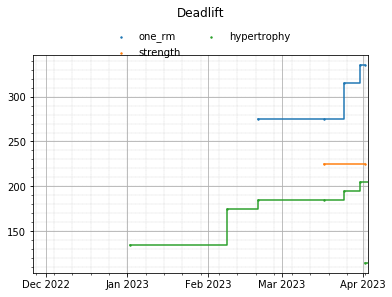 Deadlift
one_rm
hypertrophy
strength
300
250
200
150
Dec 2022
Jan 2023
Feb 2023
Mar 2023
Apr 2023